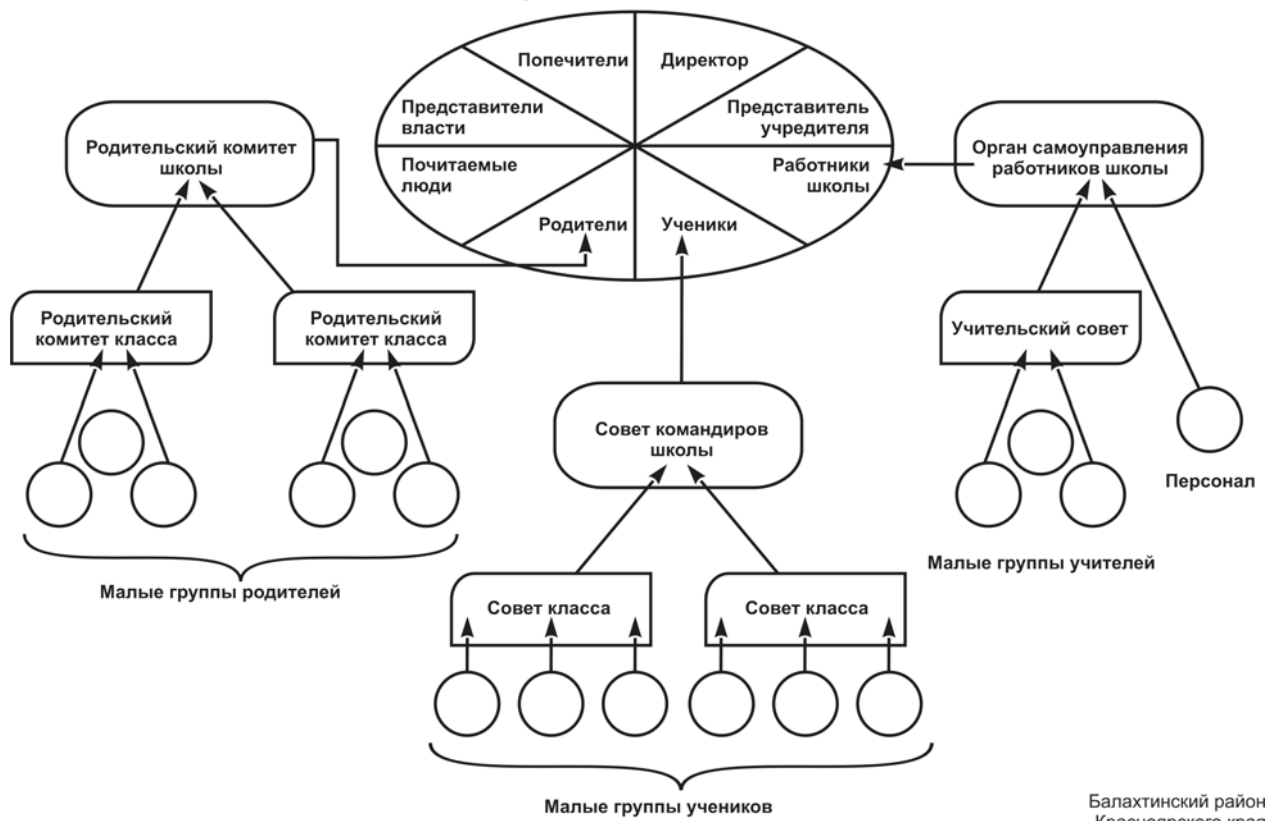 Попечители
Директор
Представители
власти
Представитель
учредителя
Почитаемые
люди
Работники
школы
Родители
Ученики
Родительский комитет
школы
Орган самоуправления
работников школы
Родительский
комитет класса
Родительский
комитет класса
Учительский совет
Совет командиров
школы
Персонал
Малые группы родителей
Малые группы учителей
Совет класса
Совет класса
Малые группы учеников
Балахтинский район
Красноярского края